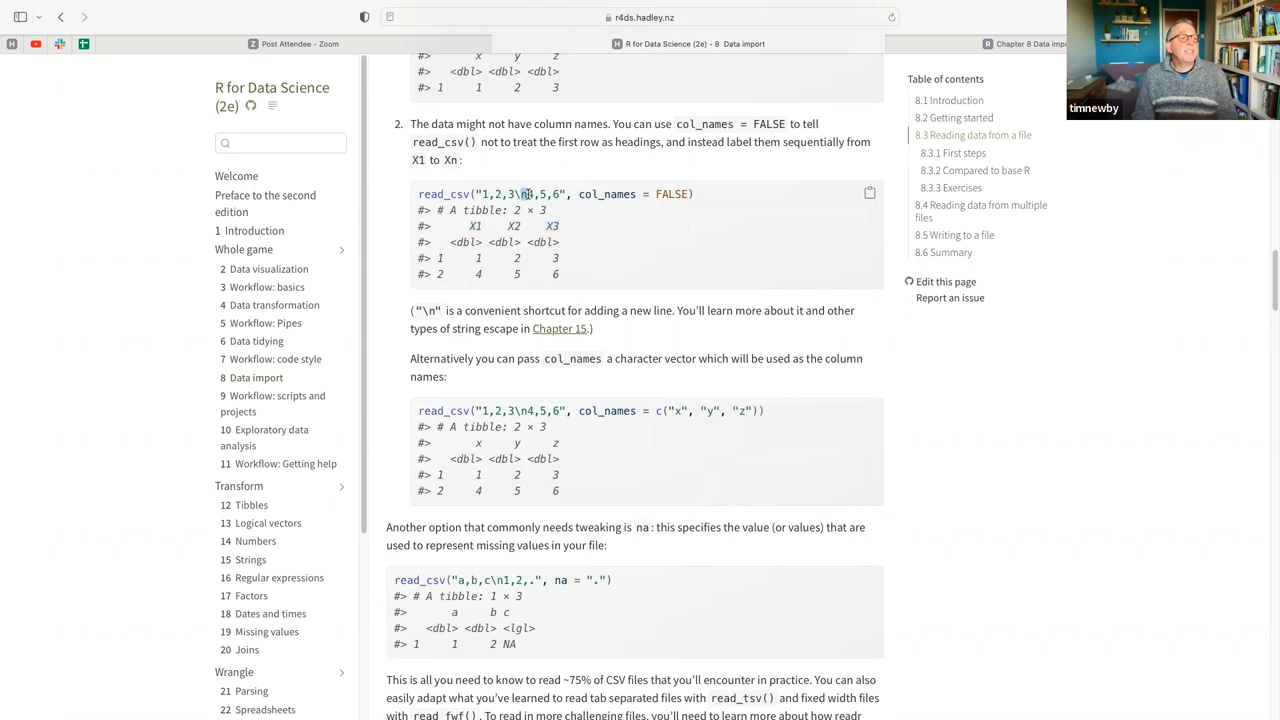 r4ds.hadley.nz
H
Z Post Attendee - Zoom
H R for Data Science (2e) - 8 Data import
R Chapter 8 Data impo
timnewby
R for Data Science
(2e)
Welcome
Preface to the second
edition
1 Introduction
Whole game
2 Data visualization
3 Workflow: basics
4 Data transformation
5 Workflow: Pipes
6 Data tidying
7 Workflow: code style
8 Data import
9 Workflow: scripts and
projects
10 Exploratory data
analysis
11 Workflow: Getting help
Transform
12 Tibbles
13 Logical vectors
14 Numbers
15 Strings
16 Regular expressions
17 Factors
18 Dates and times
19 Missing values
20 Joins
Wrangle
21 Parsing
22 Spreadsheets
#> x y z
#> <dbl> <dbl> <dbl>
#> 1 1 2 3
2. The data might not have column names. You can use col_names = FALSE to tell
read_csv() not to treat the first row as headings, and instead label them sequentially from
X1 to Xn:
read_csv("1,2,3\n4,5,6", col_names = FALSE)
#> # A tibble: 2 × 3
#> X1 X2 X3
#> <dbl> <dbl> <dbl>
#> 1 1 2 3
#> 2 4 5 6
("\n" is a convenient shortcut for adding a new line. You'll learn more about it and other
types of string escape in Chapter 15.)
Alternatively you can pass col_names a character vector which will be used as the column
names:
read_csv("1,2,3\n4,5,6", col_names = c("x", "y", "z"))
#> # A tibble: 2 × 3
#> x y z
#> <dbl> <dbl> <dbl>
#> 1 1 2 3
#> 2 4 5 6
Another option that commonly needs tweaking is na: this specifies the value (or values) that are
used to represent missing values in your file:
read_csv("a,b,c\n1,2,.", na = ".")
#> # A tibble: 1 × 3
#> a b c
#> <dbl> <dbl> <lgl>
#> 1 1 2 NA
This is all you need to know to read ~75% of CSV files that you'll encounter in practice. You can also
easily adapt what you've learned to read tab separated files with read_tsv() and fixed width files
with read_fwf(). To read in more challenging files, you'll need to learn more about how readr
Table of contents
8.1 Introduction
8.2 Getting started
8.3 Reading data from a file
8.3.1 First steps
8.3.2 Compared to base R
8.3.3 Exercises
8.4 Reading data from multiple
files
8.5 Writing to a file
8.6 Summary
Edit this page
Report an issue